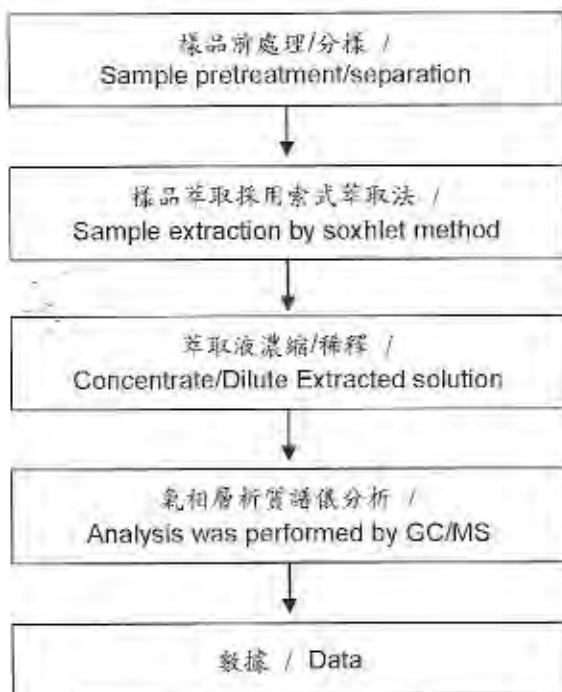 樣品前處理/分樣 /
Sample pretreatment/separation
樣品萃取採用索式萃取法 /
Sample extraction by soxhlet method
萃取液濃縮/稀釋 /
Concentrate/Dilute Extracted solution
氣相層析質譜儀分析 /
Analysis was performed by GC/MS
數據 / Data